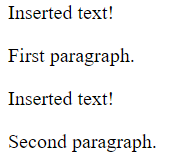 Inserted text!
First paragraph.
Inserted text!
Second paragraph.